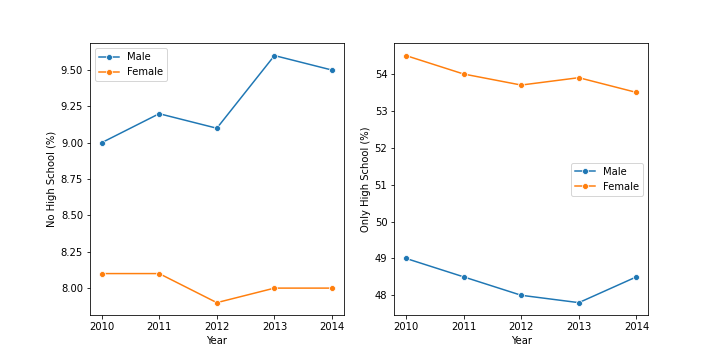 No High School (%)
9.50
9.25
9.00
8.75
8.50
8.25
8.00
Male
Female
2010 2011 2012 2013 2014
Year
Only High School (%)
54
53
52
51
50
49
48
Male
Female
2010 2011 2012 2013 2014
Year